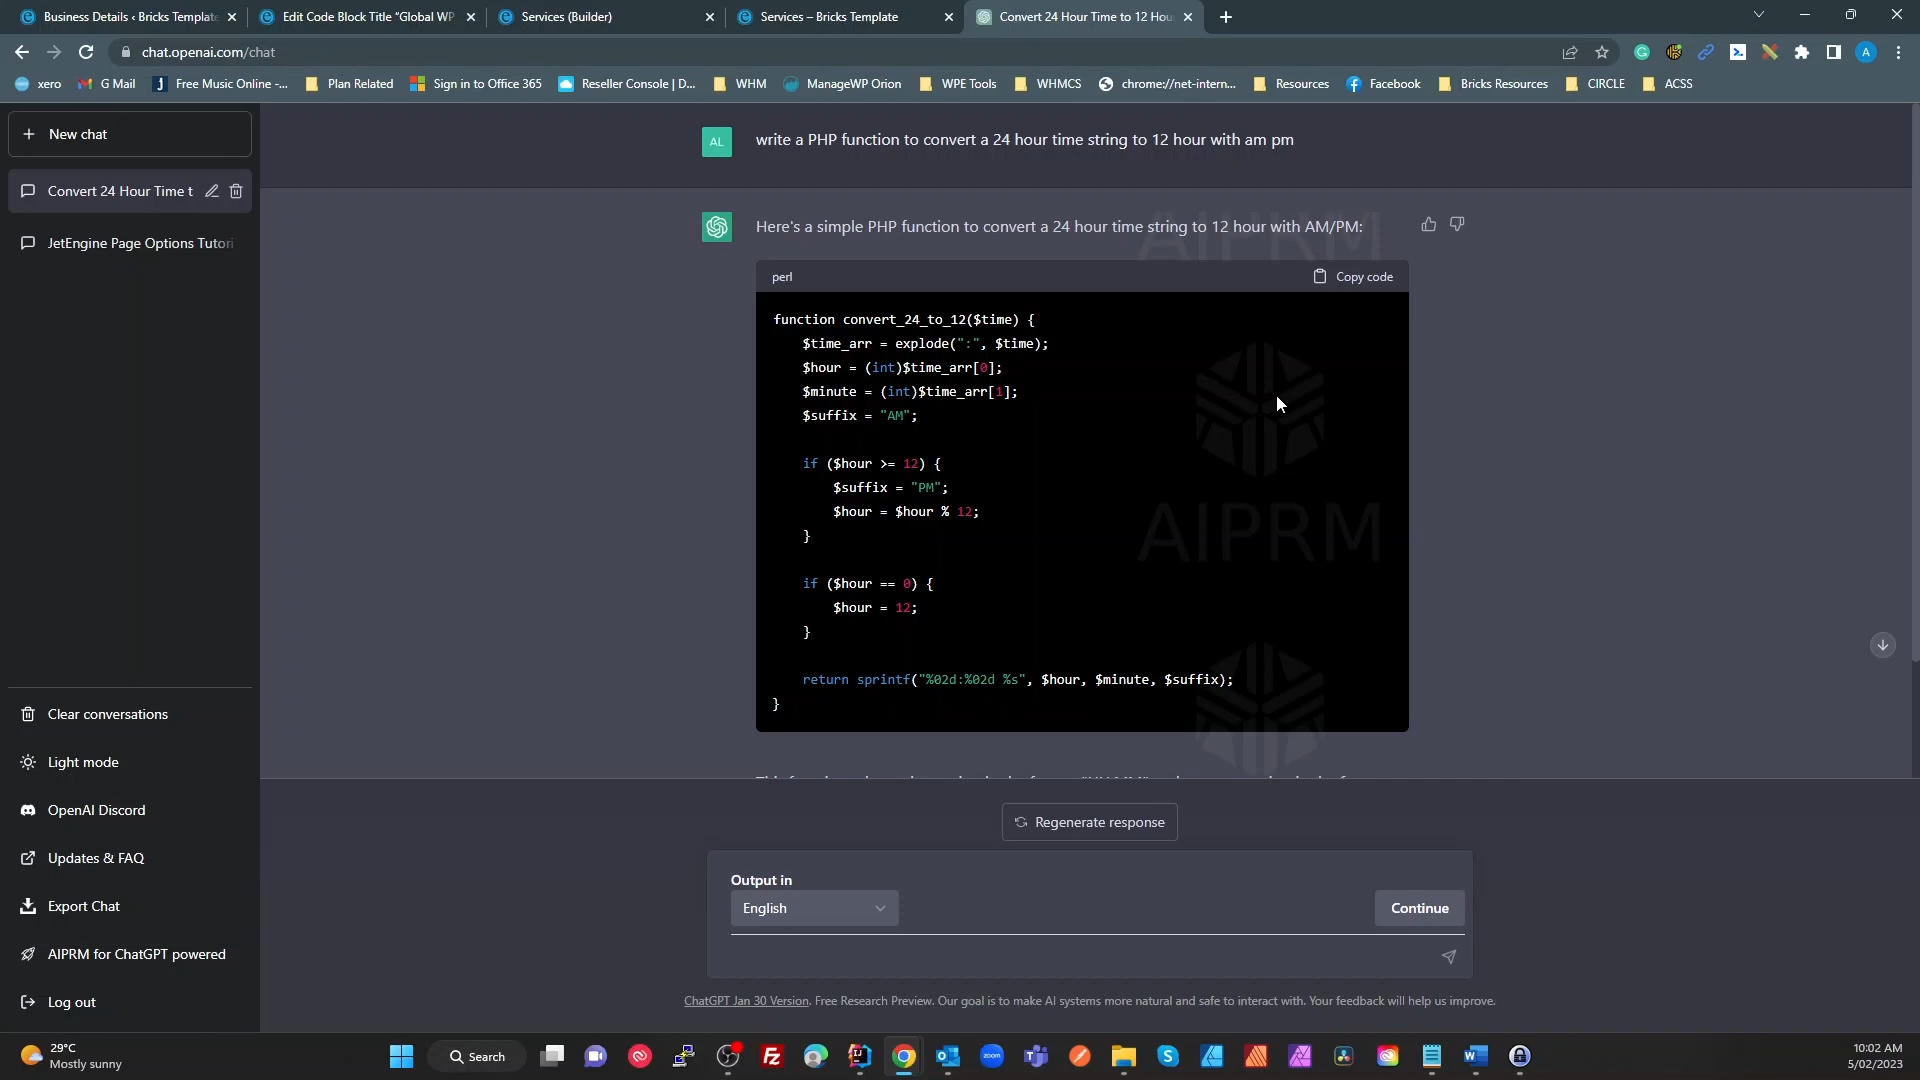 Business Details ‹ Bricks Template
Edit Code Block Title "Global WP
Services (Builder)
Services – Bricks Template
Convert 24 Hour Time to 12 Hou
chat.openai.com/chat
xero
G Mail
Free Music Online -...
Plan Related
Sign in to Office 365
Reseller Console | D...
WHM
ManageWP Orion
WPE Tools
WHMCS
chrome://net-intern...
Resources
Facebook
Bricks Resources
CIRCLE
ACSS
New chat
Convert 24 Hour Time t
JetEngine Page Options Tutori
AL
write a PHP function to convert a 24 hour time string to 12 hour with am pm
Here's a simple PHP function to convert a 24 hour time string to 12 hour with AM/PM:
perl
Copy code
function convert_24_to_12($time) {
$time_arr = explode(":", $time);
$hour = (int)$time_arr[0];
$minute = (int)$time_arr[1];
$suffix = "AM";
if ($hour >= 12) {
$suffix = "PM";
$hour = $hour % 12;
}
if ($hour == 0) {
$hour = 12;
}
return sprintf("%02d:%02d %s", $hour, $minute, $suffix);
}
AIPRM
AIPRM
Clear conversations
Light mode
OpenAI Discord
Updates & FAQ
Export Chat
AIPRM for ChatGPT powered
Log out
Regenerate response
Output in
English
Continue
ChatGPT Jan 30 Version. Free Research Preview. Our goal is to make AI systems more natural and safe to interact with. Your feedback will help us improve.
29°C
Mostly sunny
Search
zoom
10:02 AM
5/02/2023